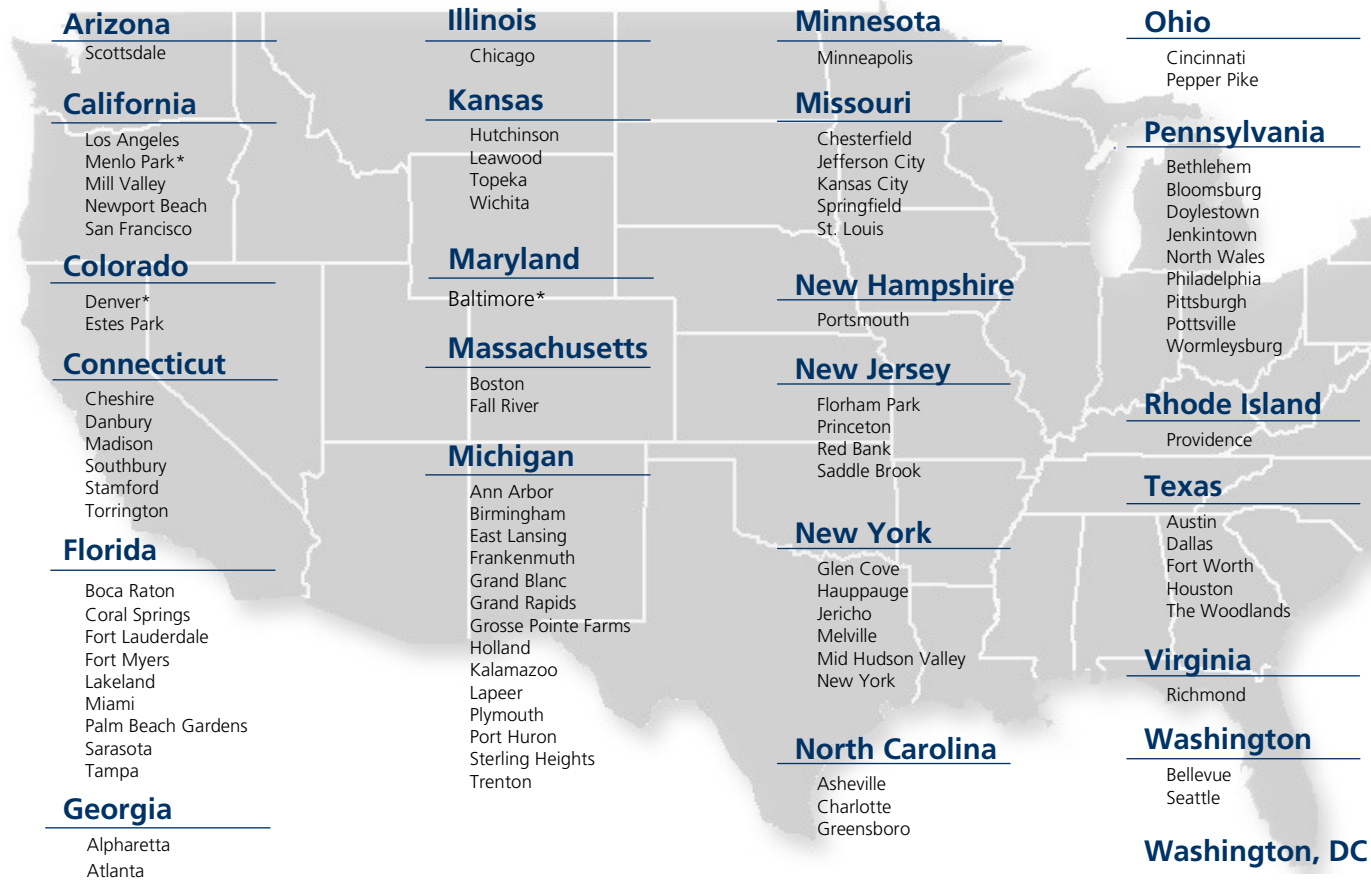 Arizona
Scottsdale
California
Los Angeles
Menlo Park*
Mill Valley
Newport Beach
San Francisco
Colorado
Denver*
Estes Park
Connecticut
Cheshire
Danbury
Madison
Southbury
Stamford
Torrington
Florida
Boca Raton
Coral Springs
Fort Lauderdale
Fort Myers
Lakeland
Miami
Palm Beach Gardens
Sarasota
Tampa
Georgia
Alpharetta
Atlanta
Illinois
Chicago
Kansas
Hutchinson
Leawood
Topeka
Wichita
Maryland
Baltimore*
Massachusetts
Boston
Fall River
Michigan
Ann Arbor
Birmingham
East Lansing
Frankenmuth
Grand Blanc
Grand Rapids
Grosse Pointe Farms
Holland
Kalamazoo
Lapeer
Plymouth
Port Huron
Sterling Heights
Trenton
Minnesota
Minneapolis
Missouri
Chesterfield
Jefferson City
Kansas City
Springfield
St. Louis
New Hampshire
Portsmouth
New Jersey
Florham Park
Princeton
Red Bank
Saddle Brook
New York
Glen Cove
Hauppauge
Jericho
Melville
Mid Hudson Valley
New York
North Carolina
Asheville
Charlotte
Greensboro
Ohio
Cincinnati
Pepper Pike
Pennsylvania
Bethlehem
Bloomsburg
Doylestown
Jenkintown
North Wales
Philadelphia
Pittsburgh
Pottsville
Wormleysburg
Rhode Island
Providence
Texas
Austin
Dallas
Fort Worth
Houston
The Woodlands
Virginia
Richmond
Washington
Bellevue
Seattle
Washington, DC